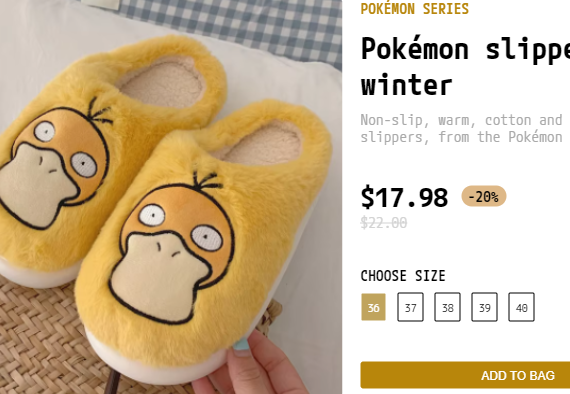 POKÉMON SERIES
Pokémon slippe
winter
Non-slip, warm, cotton and
slippers, from the Pokémon
$17.98 -20%
$22.00
CHOOSE SIZE
36 37 38 39 40
ADD TO BAG